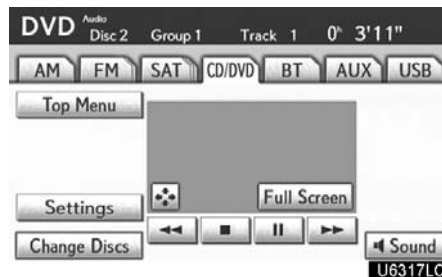 DVD Audio Disc 2 Group 1 Track 1 0h 3'11"
AM FM SAT CD/DVD BT AUX USB
Top Menu
Full Screen
Settings
Change Discs
Sound
U6317LC